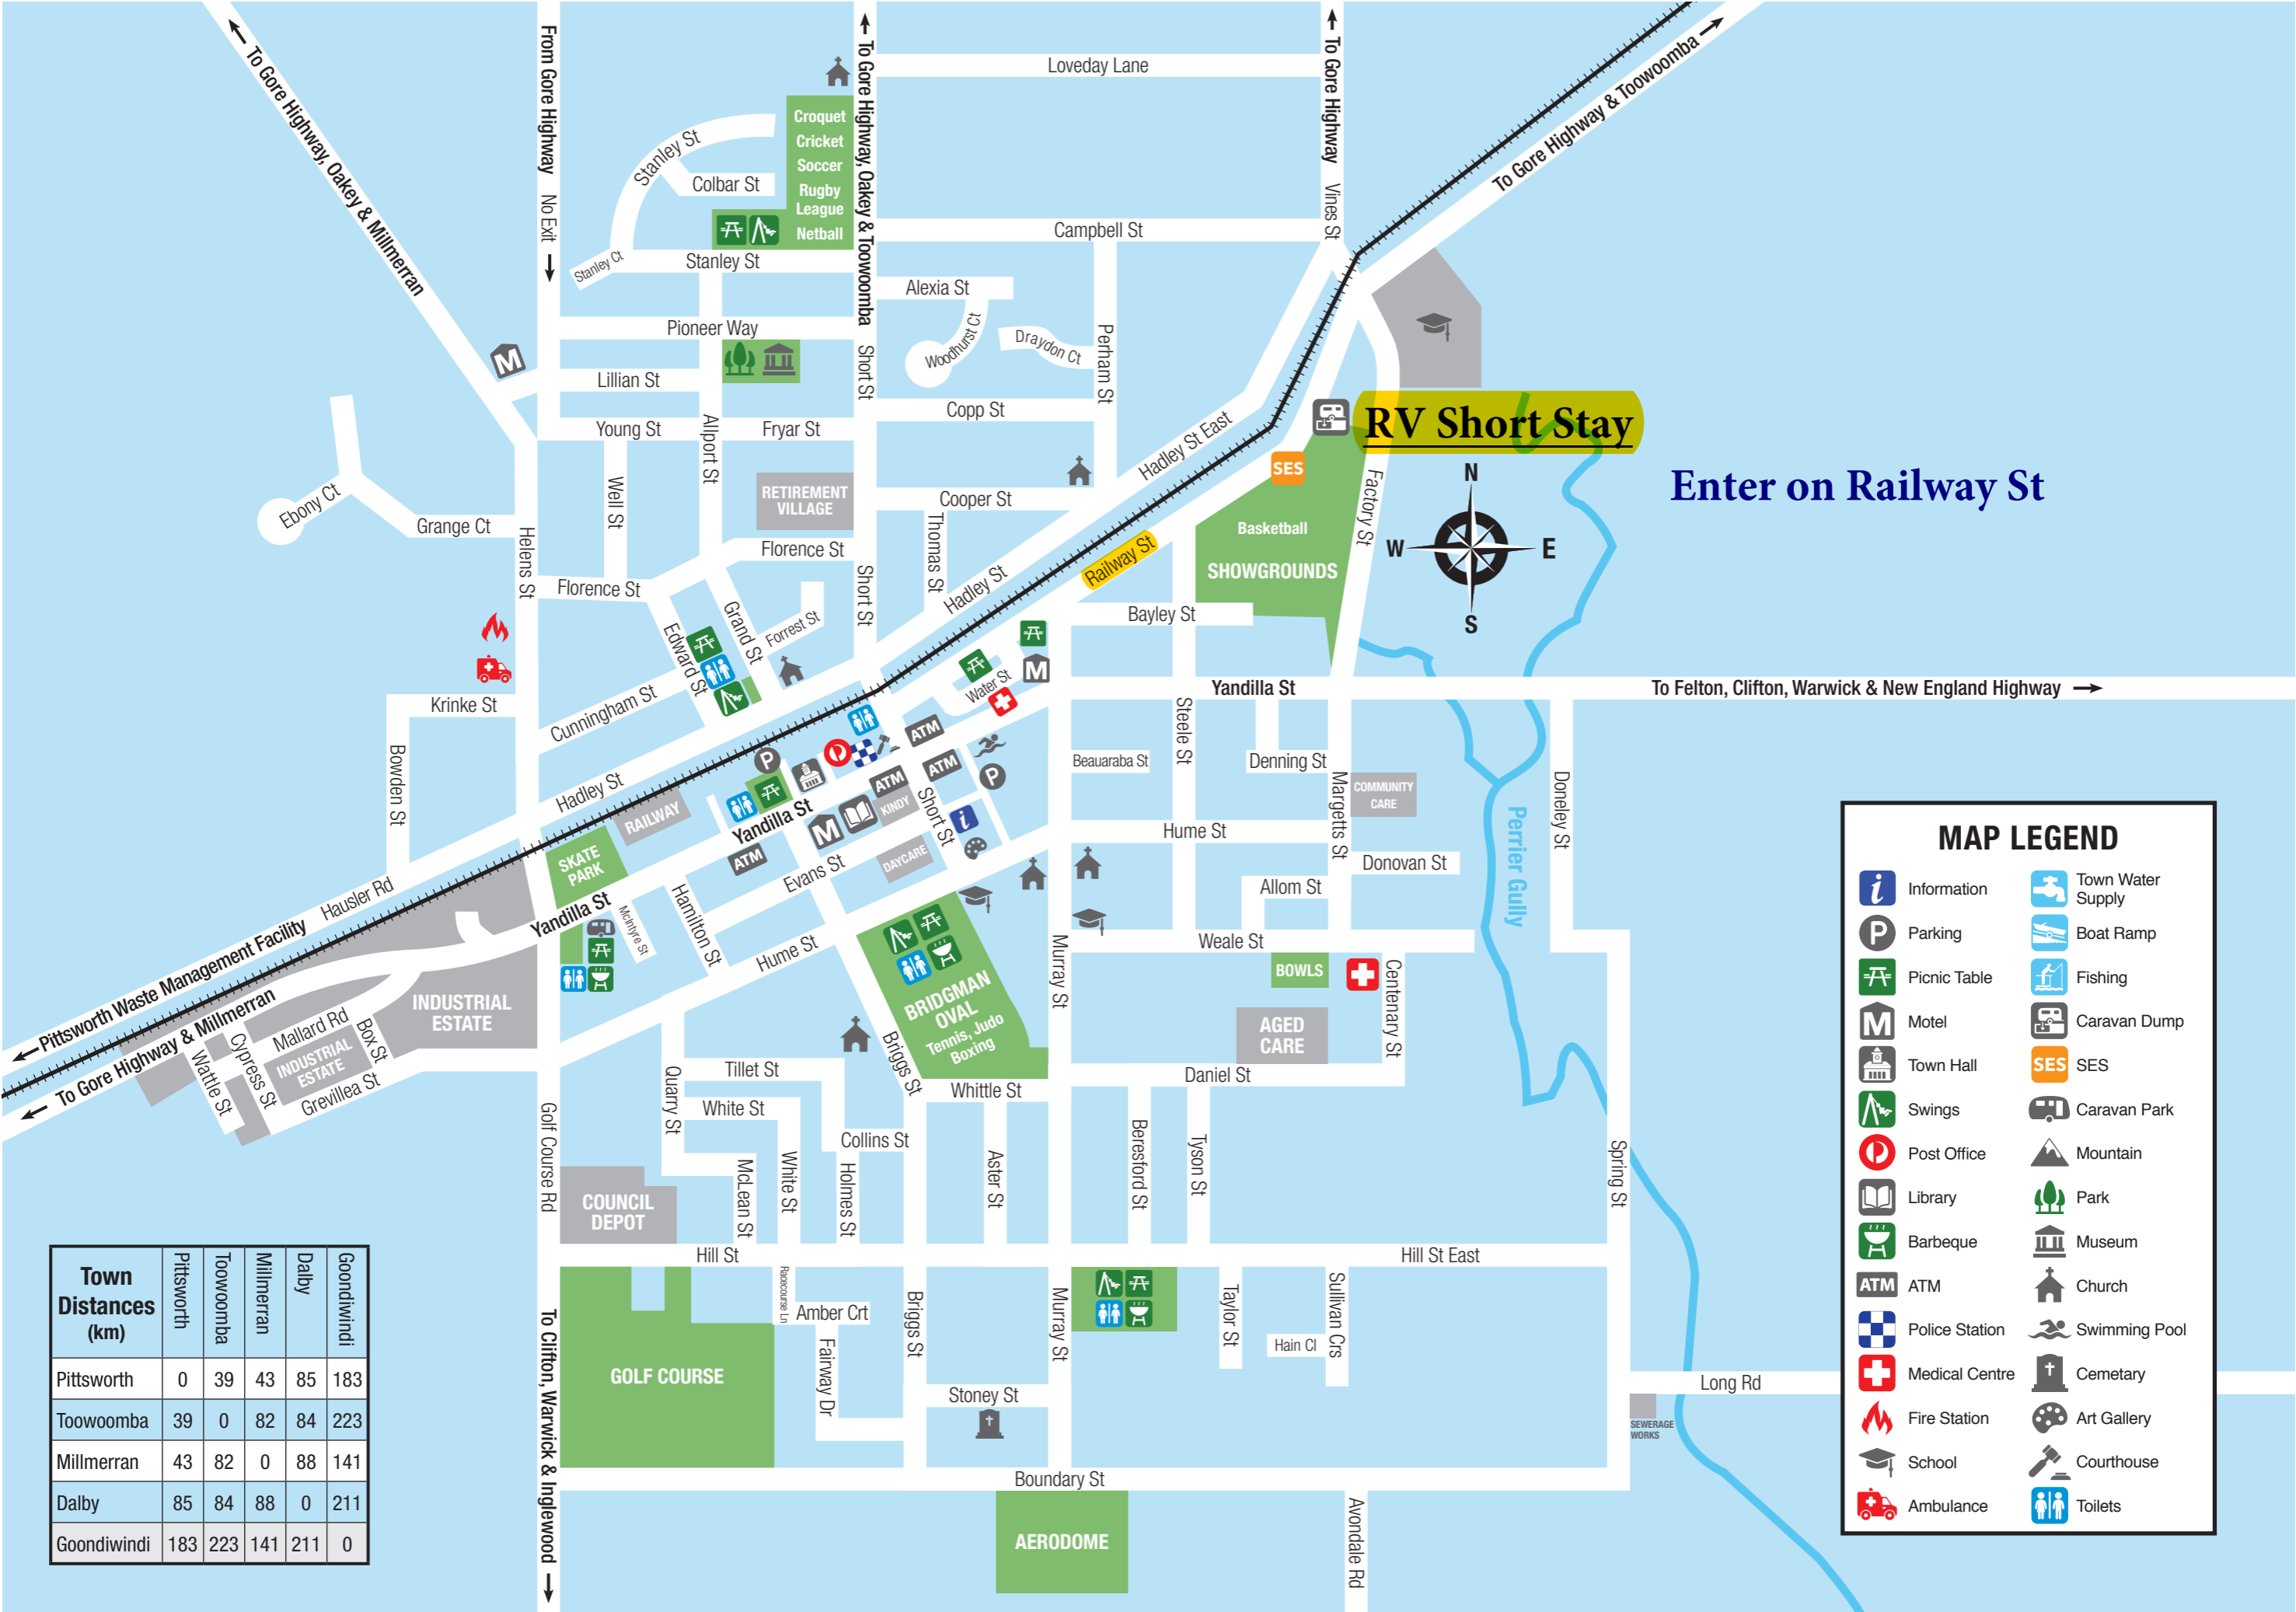 To Gore Highway, Oakey & Millmerran
From Gore Highway
No Exit
To Gore Highway, Oakey & Toowoomba
To Gore Highway
Vines St
To Gore Highway & Toowoomba
Loveday Lane
Croquet
Cricket
Soccer
Rugby
League
Netball
Stanley St
Colbar St
Stanley Ct
Stanley St
Campbell St
Alexia St
Woodhurst Ct
Draydon Ct
Perham St
Pioneer Way
Short St
Lillian St
Copp St
Young St
Allport St
Fryar St
Hadley St East
RV Short Stay
Enter on Railway St
SES
Basketball
SHOWGROUNDS
Factory St
N
W
E
S
Ebony Ct
Grange Ct
Helens St
Well St
RETIREMENT
VILLAGE
Cooper St
Thomas St
Florence St
Florence St
Short St
Hadley St
Railway St
Bayley St
Edward St
Grand St
Forrest St
Krinke St
Bowden St
Cunningham St
Water St
M
M
Yandilla St
To Felton, Clifton, Warwick & New England Highway
Steele St
Beauaraba St
Denning St
Margetts St
COMMUNITY
CARE
Doneley St
Perrier Gully
Hadley St
RAILWAY
P
ATM
ATM
ATM
P
KINDY
Short St
i
M
Yandilla St
ATM
Evans St
DAYCARE
SKATE
PARK
Hume St
Donovan St
Allom St
Weale St
Hausler Rd
Yandilla St
McIntyre St
Hamilton St
Hume St
Pittsworth Waste Management Facility
To Gore Highway & Millmerran
INDUSTRIAL
ESTATE
Mallard Rd
Box St
Cypress St
Wattle St
INDUSTRIAL
ESTATE
Grevillea St
BRIDGMAN
OVAL
Tennis, Judo
Boxing
Murray St
BOWLS
Centenary St
AGED
CARE
Daniel St
Briggs St
Whittle St
Tillet St
Quarry St
White St
Collins St
Golf Course Rd
McLean St
White St
Holmes St
Aster St
Beresford St
Tyson St
Spring St
COUNCIL
DEPOT
Hill St
Hill St East
Racecourse Ln
Amber Crt
Fairway Dr
Briggs St
Murray St
Taylor St
Hain Cl
Sullivan Crs
To Clifton, Warwick & Inglewood
GOLF COURSE
Stoney St
Long Rd
SEWERAGE
WORKS
Boundary St
AERODOME
Avondale Rd
Town
Distances
(km)
Pittsworth Toowoomba Millmerran Dalby Goondiwindi
Pittsworth 0 39 43 85 183
Toowoomba 39 0 82 84 223
Millmerran 43 82 0 88 141
Dalby 85 84 88 0 211
Goondiwindi 183 223 141 211 0
MAP LEGEND
i Information
Town Water
Supply
P Parking
Boat Ramp
Picnic Table
Fishing
M Motel
Caravan Dump
Town Hall
SES SES
Swings
Caravan Park
Post Office
Mountain
Library
Park
Barbeque
Museum
ATM ATM
Church
Police Station
Swimming Pool
Medical Centre
Cemetary
Fire Station
Art Gallery
School
Courthouse
Ambulance
Toilets